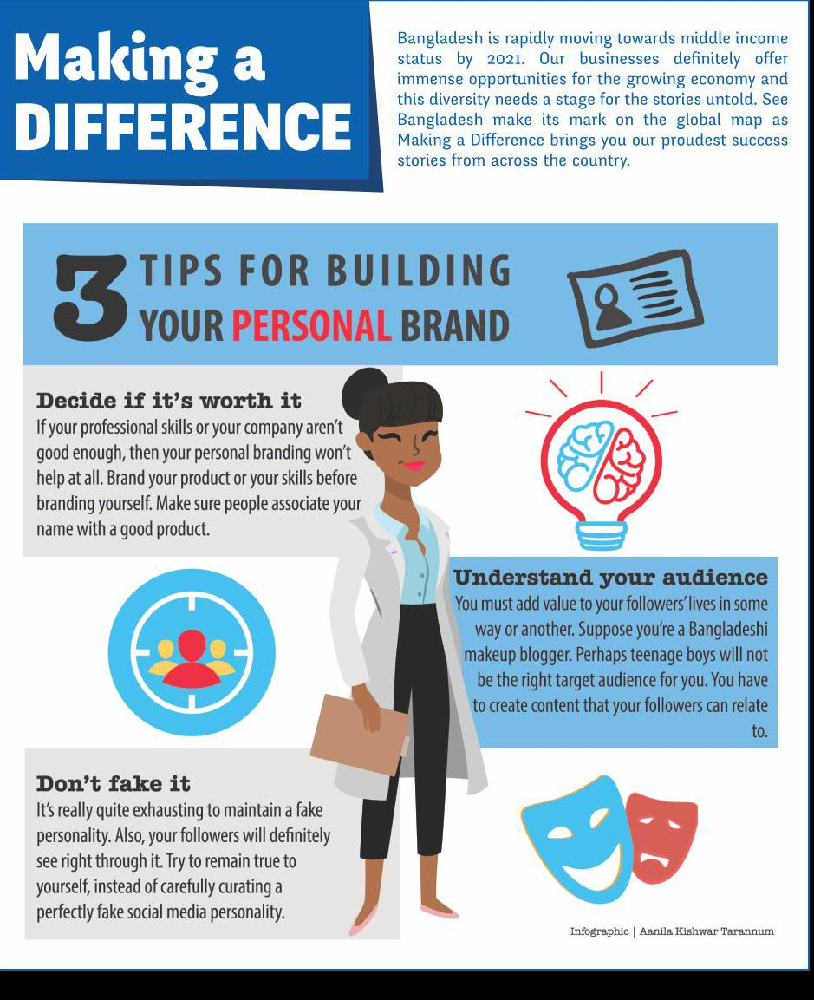 Making a
DIFFERENCE
Bangladesh is rapidly moving towards middle income
status by 2021. Our businesses definitely offer
immense opportunities for the growing economy and
this diversity needs a stage for the stories untold. See
Bangladesh make its mark on the global map as
Making a Difference brings you our proudest success
stories from across the country.
3 TIPS FOR BUILDING
YOUR PERSONAL BRAND
Decide if it's worth it
If your professional skills or your company aren't
good enough, then your personal branding won't
help at all. Brand your product or your skills before
branding yourself. Make sure people associate your
name with a good product.
Understand your audience
You must add value to your followers' lives in some
way or another. Suppose you're a Bangladeshi
makeup blogger. Perhaps teenage boys will not
be the right target audience for you. You have
to create content that your followers can relate
to.
Don't fake it
It's really quite exhausting to maintain a fake
personality. Also, your followers will definitely
see right through it. Try to remain true to
yourself, instead of carefully curating a
perfectly fake social media personality.
Infographic | Aanila Kishwar Tarannum